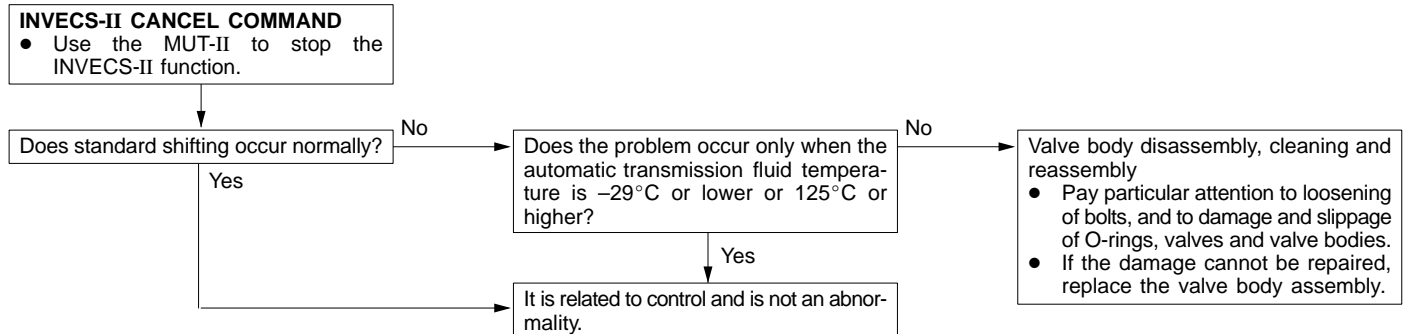 INVECS-II CANCEL COMMAND
● Use the MUT-II to stop the
INVECS-II function.
Does standard shifting occur normally?
No
Yes
Does the problem occur only when the
automatic transmission fluid tempera-
ture is –29°C or lower or 125°C or
higher?
No
Yes
Valve body disassembly, cleaning and
reassembly
● Pay particular attention to loosening
of bolts, and to damage and slippage
of O-rings, valves and valve bodies.
● If the damage cannot be repaired,
replace the valve body assembly.
It is related to control and is not an abnor-
mality.